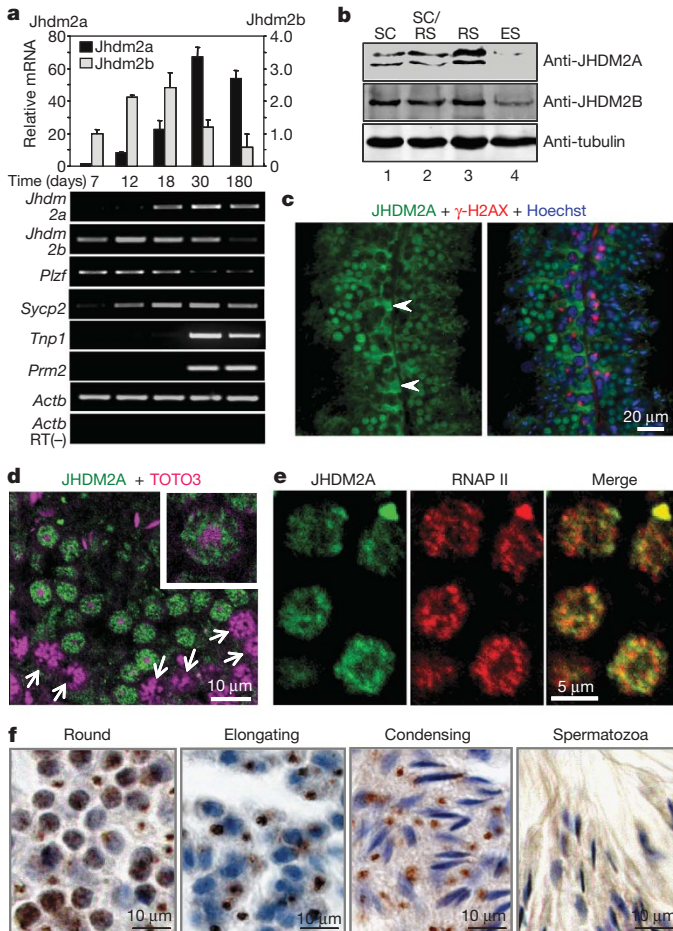 a
Jhdm2a
Jhdm2b
Jhdm2a
Jhdm2b
Relative mRNA
80
60
40
20
0
4.0
3.0
2.0
1.0
0
Time (days) 7 12 18 30 180
Jhdm
2a
Jhdm
2b
Plzf
Sycp2
Tnp1
Prm2
Actb
Actb
RT(–)
b
SC
SC/
RS
RS
ES
Anti-JHDM2A
Anti-JHDM2B
Anti-tubulin
1 2 3 4
c
JHDM2A + γ-H2AX + Hoechst
20 μm
d
JHDM2A + TOTO3
10 μm
e
JHDM2A
RNAP II
Merge
5 μm
f
Round
Elongating
Condensing
Spermatozoa
10 μm
10 μm
10 μm
10 μm